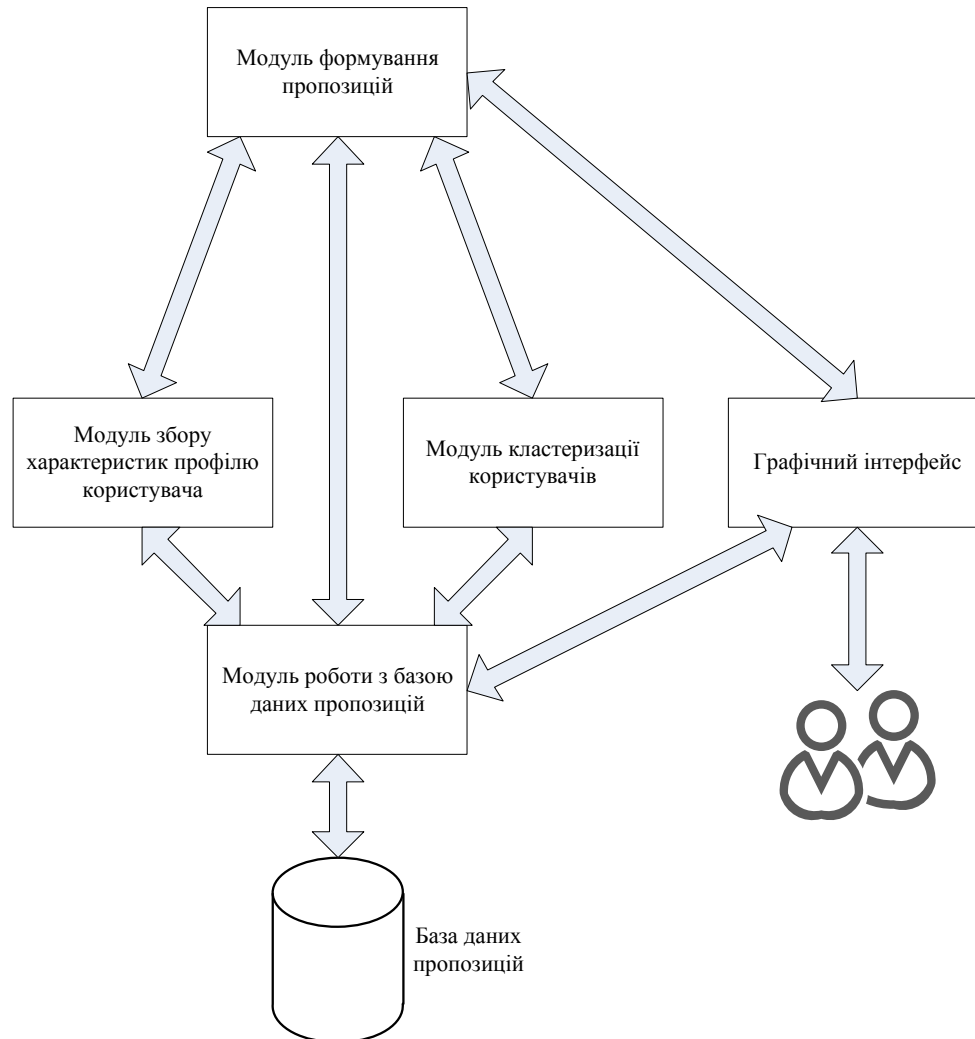 Модуль формування
пропозицій
Модуль збору
характеристик профілю
користувача
Модуль кластеризації
користувачів
Графічний інтерфейс
Модуль роботи з базою
даних пропозицій
База даних
пропозицій